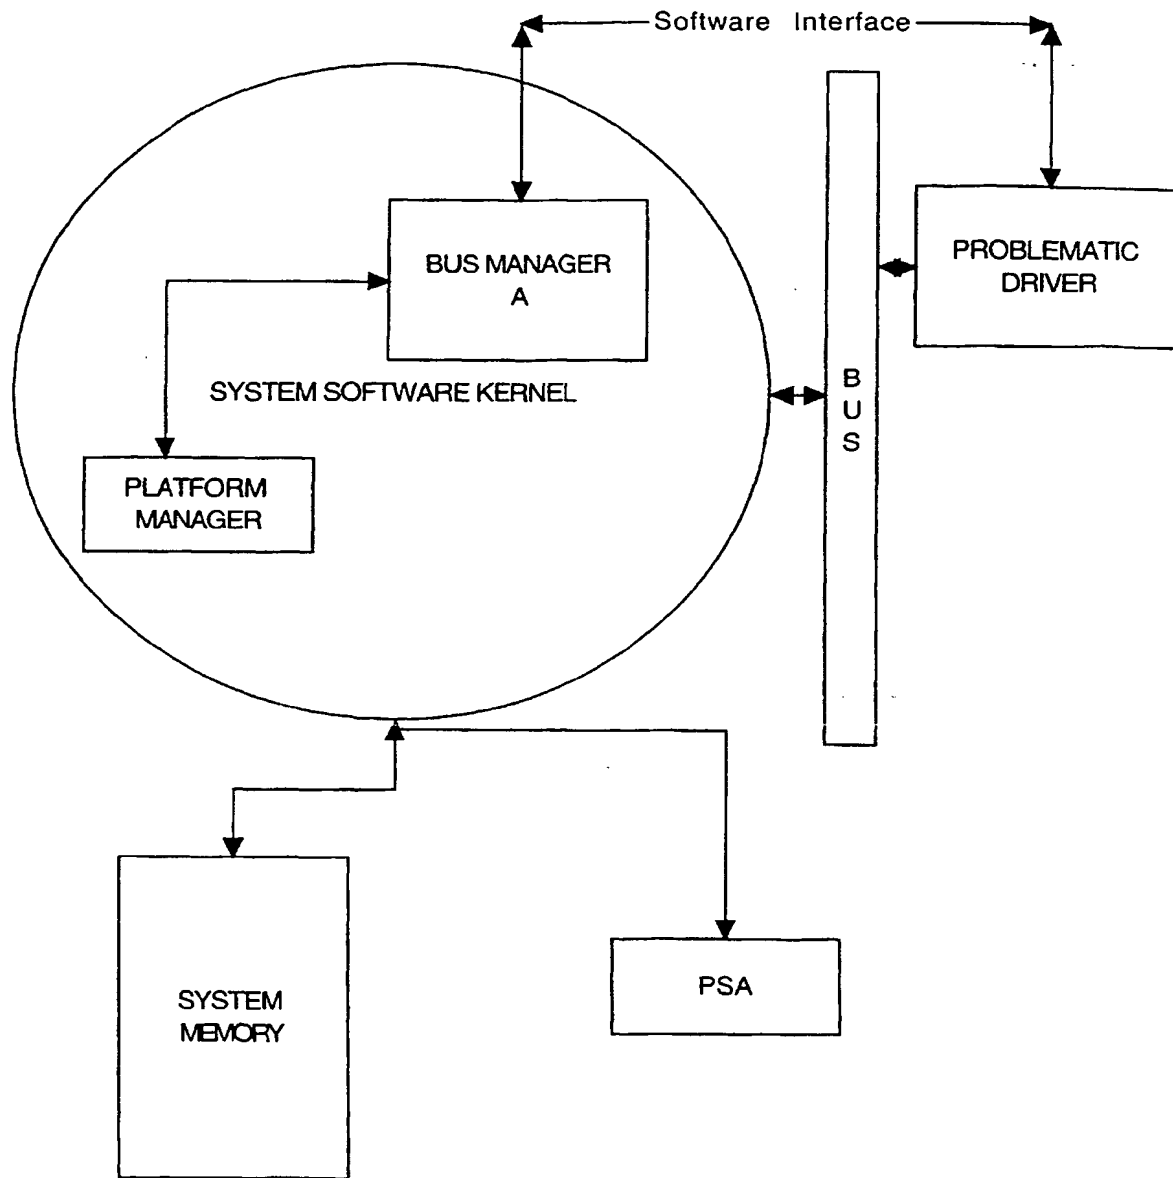 Software Interface
BUS MANAGER
A
PROBLEMATIC
DRIVER
SYSTEM SOFTWARE KERNEL
B
U
S
PLATFORM
MANAGER
SYSTEM
MEMORY
PSA